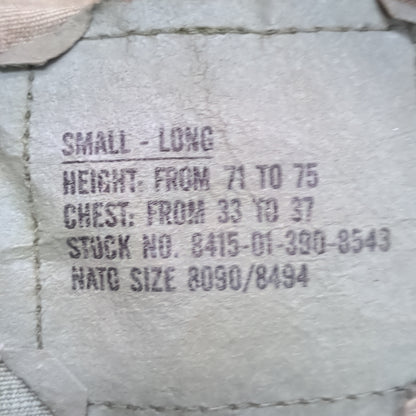 SMALL - LONG
HEIGHT: FROM 71 TO 75
CHEST: FROM 33 TO 37
STOCK NO. 8415-01-390-8543
NATO SIZE 8090/8494